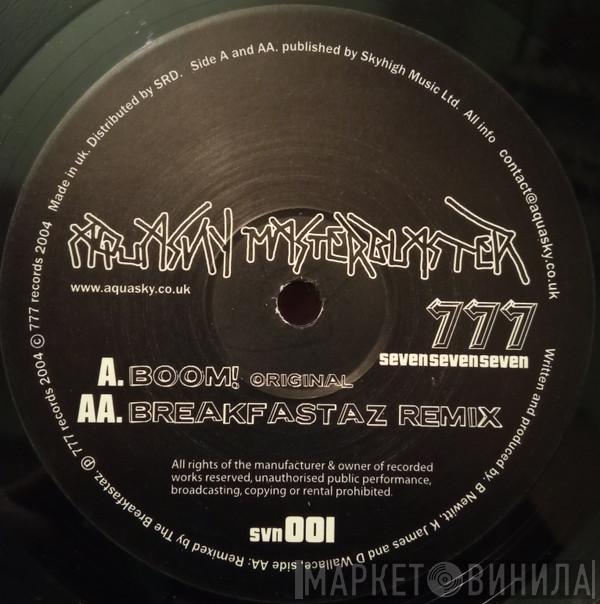 ℗ 777 records 2004 © 777 records 2004 Made in uk. Distributed by SRD. Side A and AA. published by Skyhigh Music Ltd. All info contact@aquasky.co.uk
AQUASKY MASTERBLASTER
www.aquasky.co.uk
777
sevensevenseven
A. BOOM! ORIGINAL
AA. BREAKFASTAZ REMIX
All rights of the manufacturer & owner of recorded
works reserved, unauthorised public performance,
broadcasting, copying or rental prohibited.
svn001
Written and produced by. B Newitt, K James and D Wallace, side AA: Remixed by The Breakfastaz
МАРКЕТ ВИНИЛА